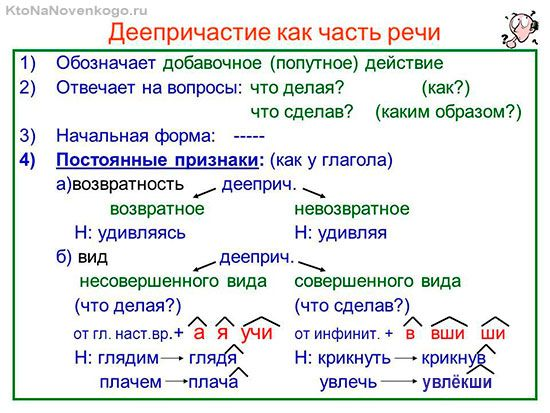 KtoNaNovenkogo.ru
Деепричастие как часть речи
1) Обозначает добавочное (попутное) действие
2) Отвечает на вопросы: что делая? (как?)
что сделав? (каким образом?)
3) Начальная форма: -----
4) Постоянные признаки: (как у глагола)
а)возвратность дееприч.
возвратное невозвратное
Н: удивляясь Н: удивляя
б) вид дееприч.
несовершенного вида совершенного вида
(что делая?) (что сделав?)
от гл. наст.вр.+ а я учи от инфинит. + в вши ши
Н: глядим глядя Н: крикнуть крикнув
плачем плача увлечь увлёкши